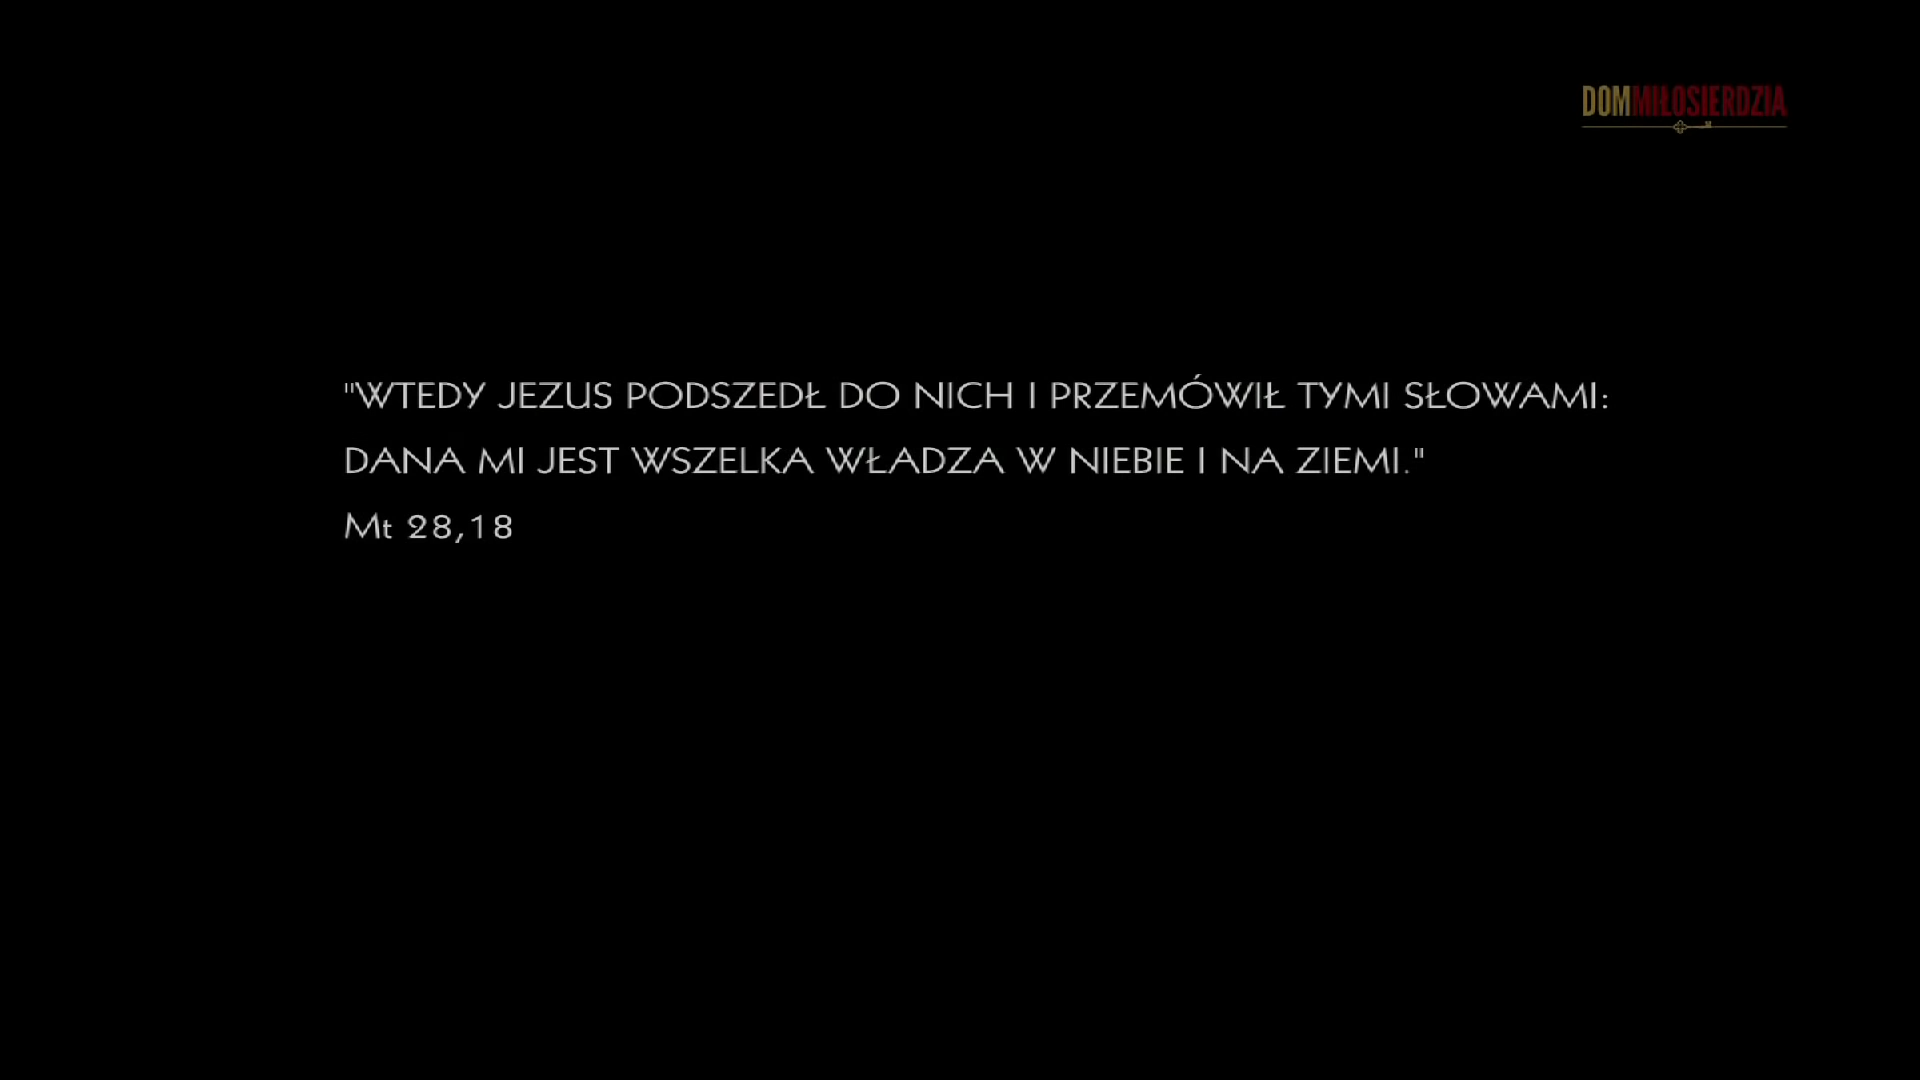 DOMMIŁOSIERDZIA
"WTEDY JEZUS PODSZEDŁ DO NICH I PRZEMÓWIŁ TYMI SŁOWAMI:
DANA MI JEST WSZELKA WŁADZA W NIEBIE I NA ZIEMI."
Mt 28,18